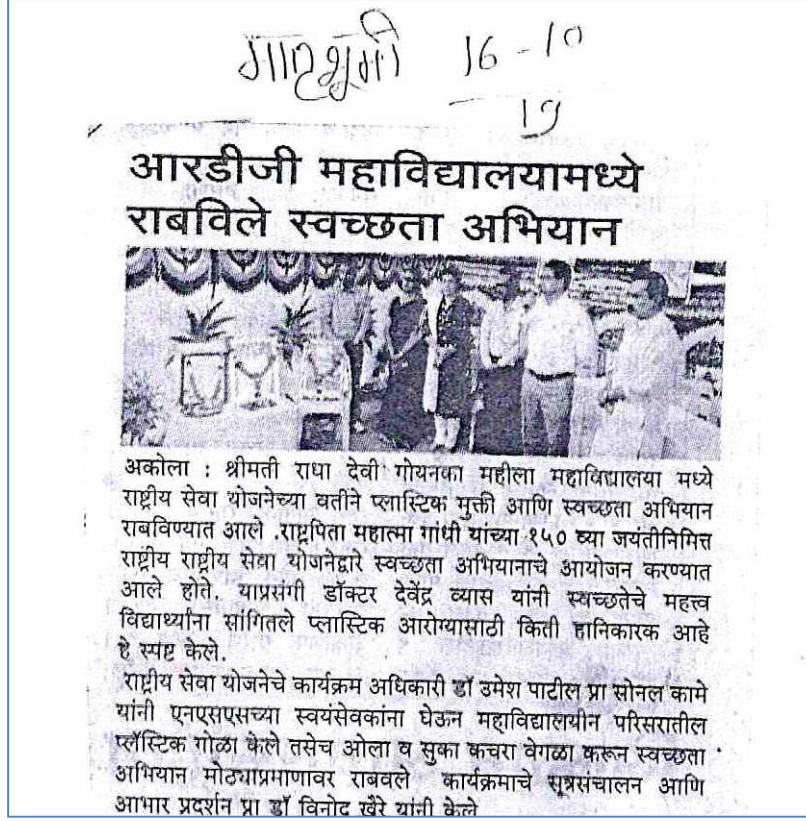 मातृभूमी 16-10
19
आरडीजी महाविद्यालयामध्ये
राबविले स्वच्छता अभियान
अकोला : श्रीमती राधा देवी गोयनका महीला महाविद्यालया मध्ये
राष्ट्रीय सेवा योजनेच्या वतीने प्लास्टिक मुक्ती आणि स्वच्छता अभियान
राबविण्यात आले .राष्ट्रपिता महात्मा गांधी यांच्या १५० व्या जयंतीनिमित्त
राष्ट्रीय राष्ट्रीय सेवा योजनेद्वारे स्वच्छता अभियानाचे आयोजन करण्यात
आले होते. याप्रसंगी डॉक्टर देवेंद्र व्यास यांनी स्वच्छतेचे महत्त्व
विद्यार्थ्यांना सांगितले प्लास्टिक आरोग्यासाठी किती हानिकारक आहे
हे स्पष्ट केले.
राष्ट्रीय सेवा योजनेचे कार्यक्रम अधिकारी डॉ उमेश पाटील प्रा सोनल कामे
यांनी एनएसएसच्या स्वयंसेवकांना घेऊन महाविद्यालयीन परिसरातील
प्लॅस्टिक गोळा केले तसेच ओला व सुका कचरा वेगळा करून स्वच्छता
अभियान मोठ्याप्रमाणावर राबवले कार्यक्रमाचे सूत्रसंचालन आणि
आभार प्रदर्शन प्रा डॉ विनोद खैरे यांनी केले